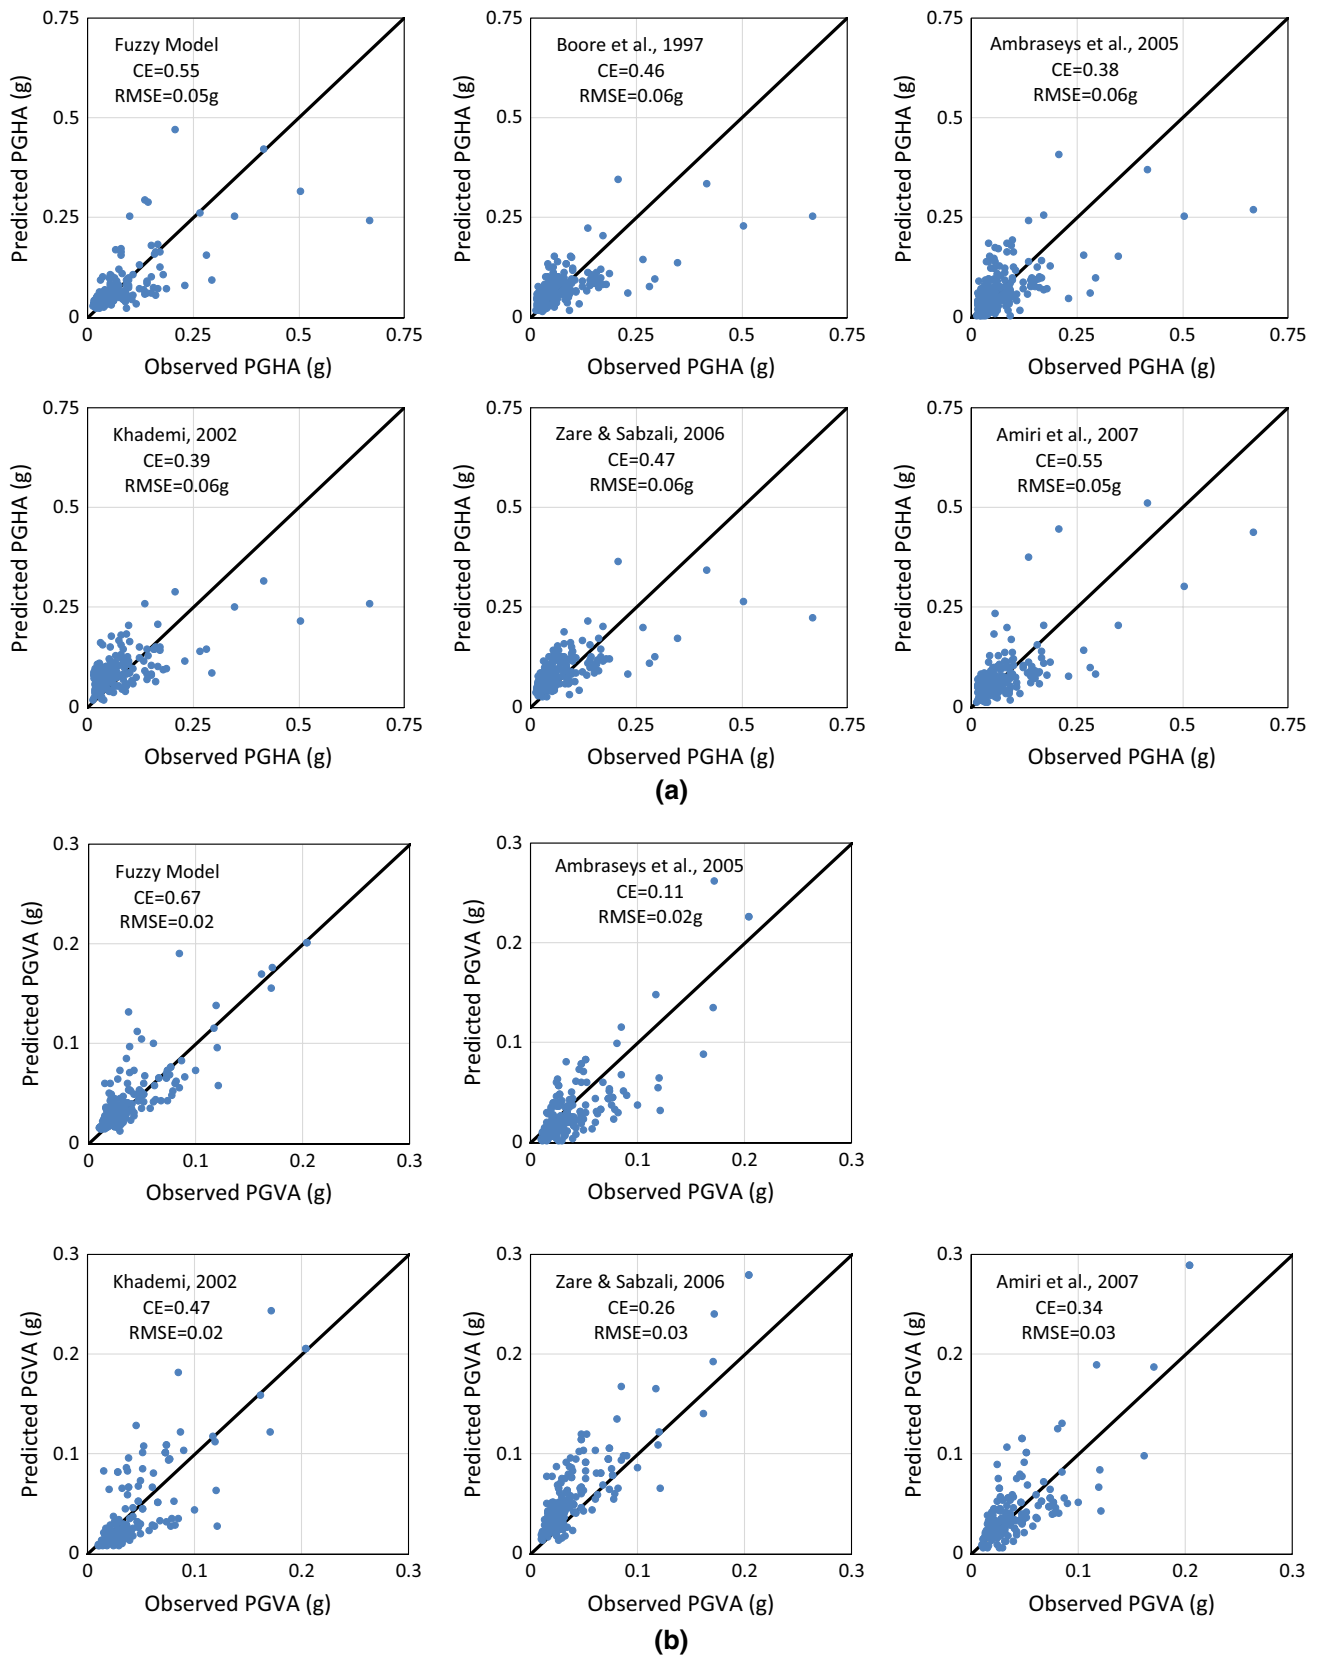 0.75
0.5
0.25
0
0
0.25
0.5
0.75
Predicted PGHA (g)
Observed PGHA (g)
Fuzzy Model
CE=0.55
RMSE=0.05g
0.75
0.5
0.25
0
0
0.25
0.5
0.75
Predicted PGHA (g)
Observed PGHA (g)
Boore et al., 1997
CE=0.46
RMSE=0.06g
0.75
0.5
0.25
0
0
0.25
0.5
0.75
Predicted PGHA (g)
Observed PGHA (g)
Ambraseys et al., 2005
CE=0.38
RMSE=0.06g
0.75
0.5
0.25
0
0
0.25
0.5
0.75
Predicted PGHA (g)
Observed PGHA (g)
Khademi, 2002
CE=0.39
RMSE=0.06g
0.75
0.5
0.25
0
0
0.25
0.5
0.75
Predicted PGHA (g)
Observed PGHA (g)
Zare & Sabzali, 2006
CE=0.47
RMSE=0.06g
0.75
0.5
0.25
0
0
0.25
0.5
0.75
Predicted PGHA (g)
Observed PGHA (g)
Amiri et al., 2007
CE=0.55
RMSE=0.05g
(a)
0.3
0.2
0.1
0
0
0.1
0.2
0.3
Predicted PGVA (g)
Observed PGVA (g)
Fuzzy Model
CE=0.67
RMSE=0.02
0.3
0.2
0.1
0
0
0.1
0.2
0.3
Predicted PGVA (g)
Observed PGVA (g)
Ambraseys et al., 2005
CE=0.11
RMSE=0.02g
0.3
0.2
0.1
0
0
0.1
0.2
0.3
Predicted PGVA (g)
Observed PGVA (g)
Khademi, 2002
CE=0.47
RMSE=0.02
0.3
0.2
0.1
0
0
0.1
0.2
0.3
Predicted PGVA (g)
Observed PGVA (g)
Zare & Sabzali, 2006
CE=0.26
RMSE=0.03
0.3
0.2
0.1
0
0
0.1
0.2
0.3
Predicted PGVA (g)
Observed PGVA (g)
Amiri et al., 2007
CE=0.34
RMSE=0.03
(b)